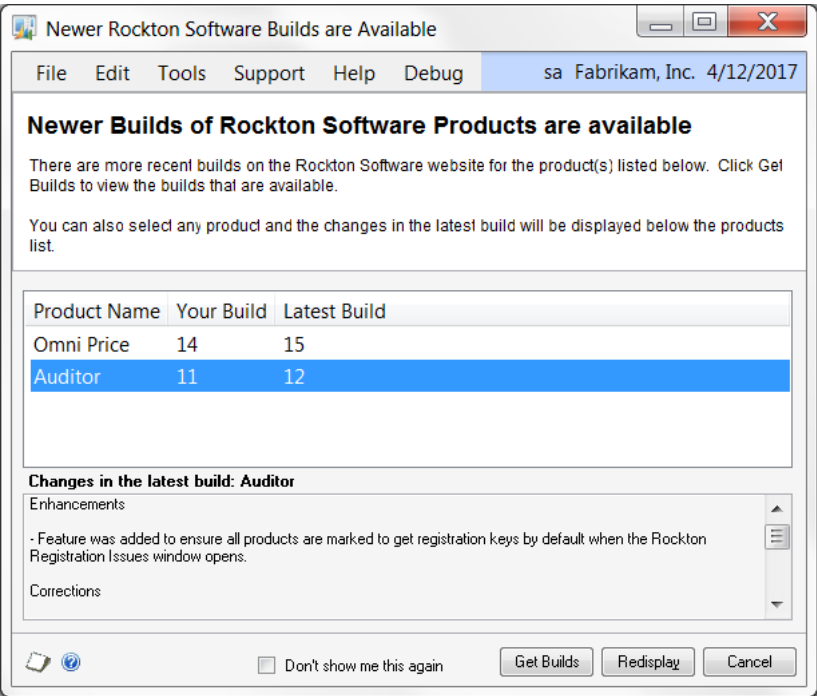 Newer Rockton Software Builds are Available
File Edit Tools Support Help Debug sa Fabrikam, Inc. 4/12/2017
Newer Builds of Rockton Software Products are available
There are more recent builds on the Rockton Software website for the product(s) listed below. Click Get
Builds to view the builds that are available.
You can also select any product and the changes in the latest build will be displayed below the products
list.
Product Name Your Build Latest Build
Omni Price 14 15
Auditor 11 12
Changes in the latest build: Auditor
Enhancements
- Feature was added to ensure all products are marked to get registration keys by default when the Rockton
Registration Issues window opens.
Corrections
Don't show me this again Get Builds Redisplay Cancel